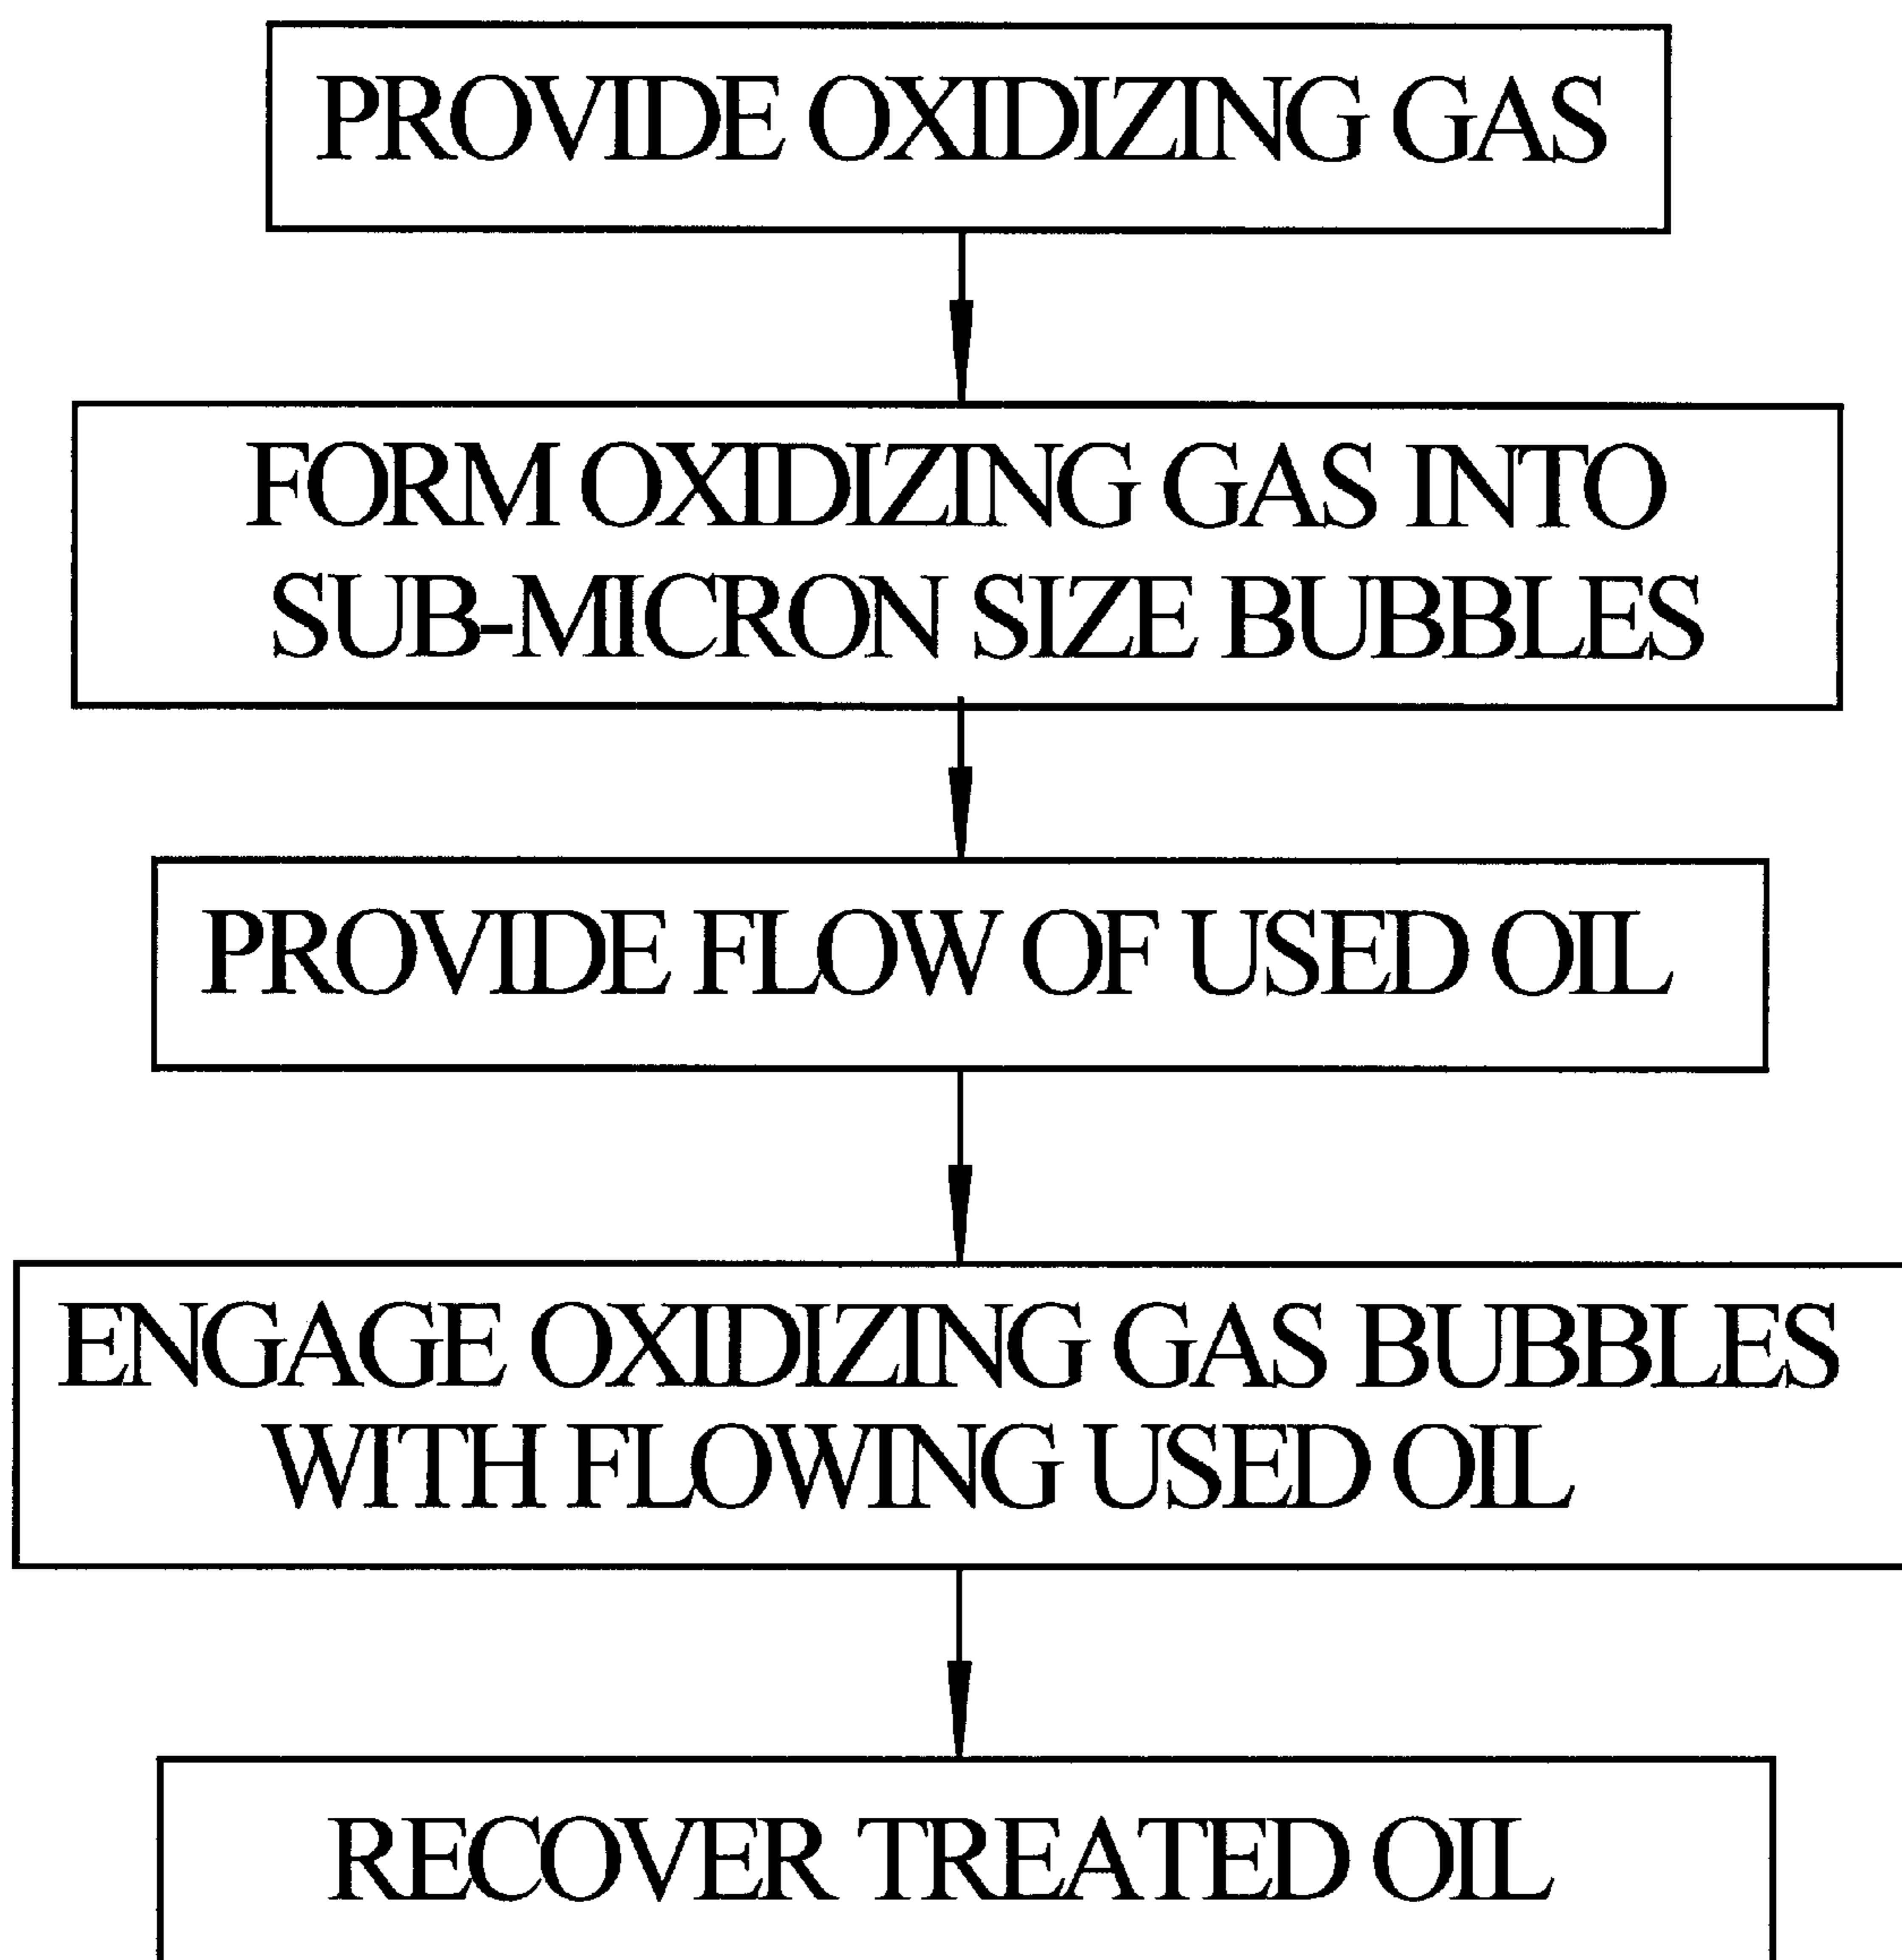 PROVIDE OXIDIZING GAS
FORM OXIDIZING GAS INTO
SUB-MICRON SIZE BUBBLES
PROVIDE FLOW OF USED OIL
ENGAGE OXIDIZING GAS BUBBLES
WITH FLOWING USED OIL
RECOVER TREATED OIL